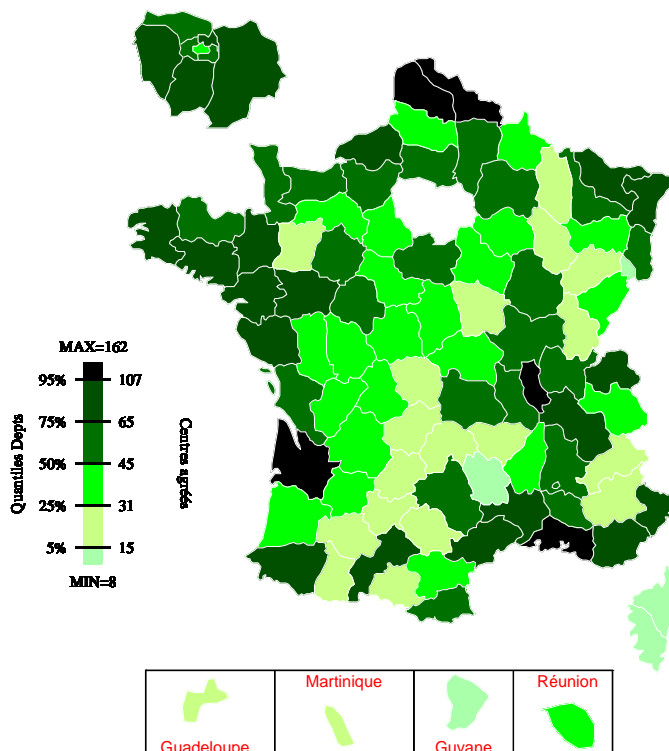 MAX=162
95% 107
75% 65
50% 45
25% 31
5% 15
MIN=8
Quantiles Depts
Centres agréés
Martinique
Réunion
Guadeloupe
Guyane